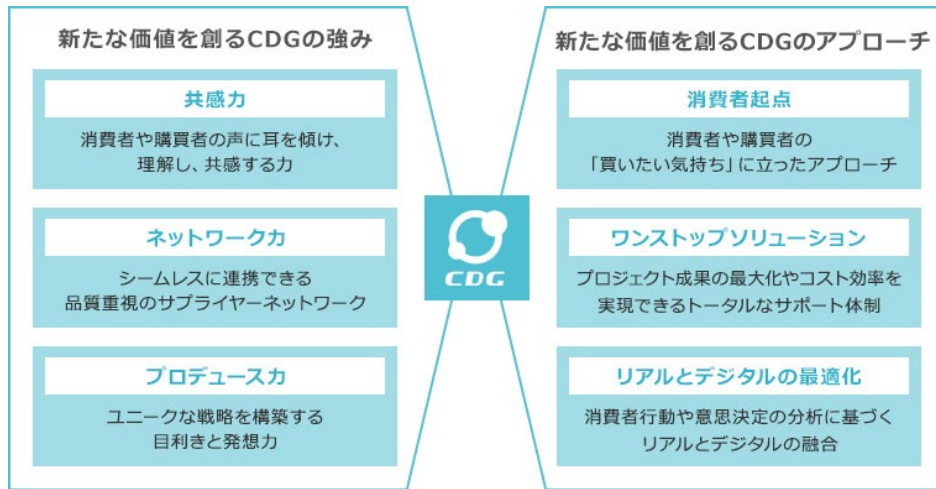 新たな価値を創るCDGの強み
共感力
消費者や購買者の声に耳を傾け、
理解し、共感する力
ネットワーク力
シームレスに連携できる
品質重視のサプライヤーネットワーク
プロデュース力
ユニークな戦略を構築する
目利きと発想力
CDG
新たな価値を創るCDGのアプローチ
消費者起点
消費者や購買者の
「買いたい気持ち」に立ったアプローチ
ワンストップソリューション
プロジェクト成果の最大化やコスト効率を
実現できるトータルなサポート体制
リアルとデジタルの最適化
消費者行動や意思決定の分析に基づく
リアルとデジタルの融合